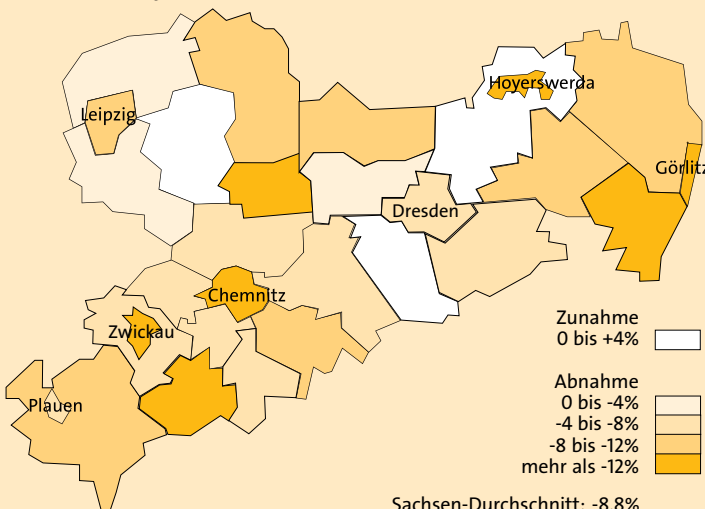 Hoyerswerda
Leipzig
Görlitz
Dresden
Chemnitz
Zwickau
Plauen
Zunahme
0 bis +4%
Abnahme
0 bis -4%
-4 bis -8%
-8 bis -12%
mehr als -12%
Sachsen-Durchschnitt: -8,8%